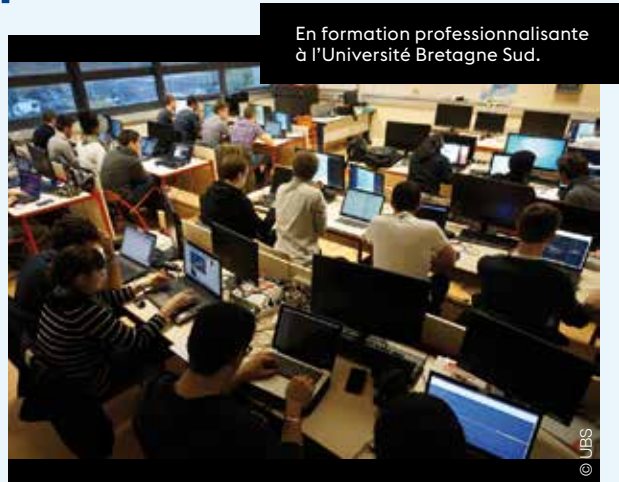 En formation professionnalisante
à l’Université Bretagne Sud.
© UBS